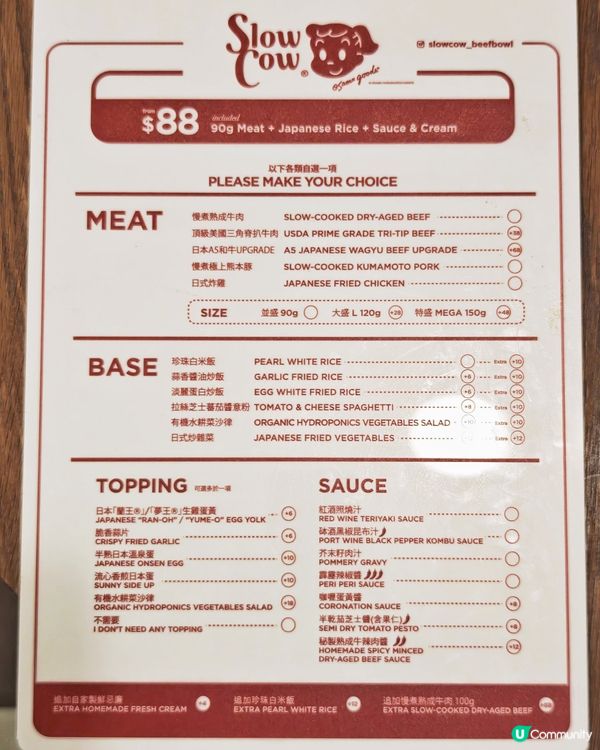 Slow
Cow®
slowcow_beefbowl
from $88 included
90g Meat + Japanese Rice + Sauce & Cream
以下各類自選一項
PLEASE MAKE YOUR CHOICE
MEAT
慢煮熟成牛肉 SLOW-COOKED DRY-AGED BEEF
頂級美國三角脊扒牛肉 USDA PRIME GRADE TRI-TIP BEEF +38
日本A5和牛UPGRADE A5 JAPANESE WAGYU BEEF UPGRADE +68
慢煮極上熊本豚 SLOW-COOKED KUMAMOTO PORK
日式炸雞 JAPANESE FRIED CHICKEN
SIZE 並盛 90g 大盛 L 120g +28 特盛 MEGA 150g +48
BASE
珍珠白米飯 PEARL WHITE RICE Extra +10
蒜香醬油炒飯 GARLIC FRIED RICE +6 Extra +10
淡麗蛋白炒飯 EGG WHITE FRIED RICE +6 Extra +10
拉絲芝士蕃茄醬意粉 TOMATO & CHEESE SPAGHETTI +8 Extra +10
有機水耕菜沙律 ORGANIC HYDROPONICS VEGETABLES SALAD +10 Extra +10
日式炒雜菜 JAPANESE FRIED VEGETABLES Extra +12
TOPPING 可選多於一項
日本「蘭王®」/「夢王®」生雞蛋黃
JAPANESE "RAN-OH" / "YUME-O" EGG YOLK +6
脆香蒜片
CRISPY FRIED GARLIC +6
半熟日本溫泉蛋
JAPANESE ONSEN EGG +10
流心香煎日本蛋
SUNNY SIDE UP +10
有機水耕菜沙律
ORGANIC HYDROPONICS VEGETABLES SALAD +18
不需要
I DON'T NEED ANY TOPPING
SAUCE
紅酒照燒汁
RED WINE TERIYAKI SAUCE
砵酒黑椒昆布汁
PORT WINE BLACK PEPPER KOMBU SAUCE
芥末籽肉汁
POMMERY GRAVY
霹靂辣椒醬
PERI PERI SAUCE
咖喱蛋黃醬
CORONATION SAUCE +8
半乾茄芝士醬(含果仁)
SEMI DRY TOMATO PESTO +8
秘製熟成牛辣肉醬
HOMEMADE SPICY MINCED
DRY-AGED BEEF SAUCE +12
追加自家製鮮忌廉
EXTRA HOMEMADE FRESH CREAM +4
追加珍珠白米飯
EXTRA PEARL WHITE RICE +12
追加慢煮熟成牛肉 100g
EXTRA SLOW-COOKED DRY-AGED BEEF +68
U Community